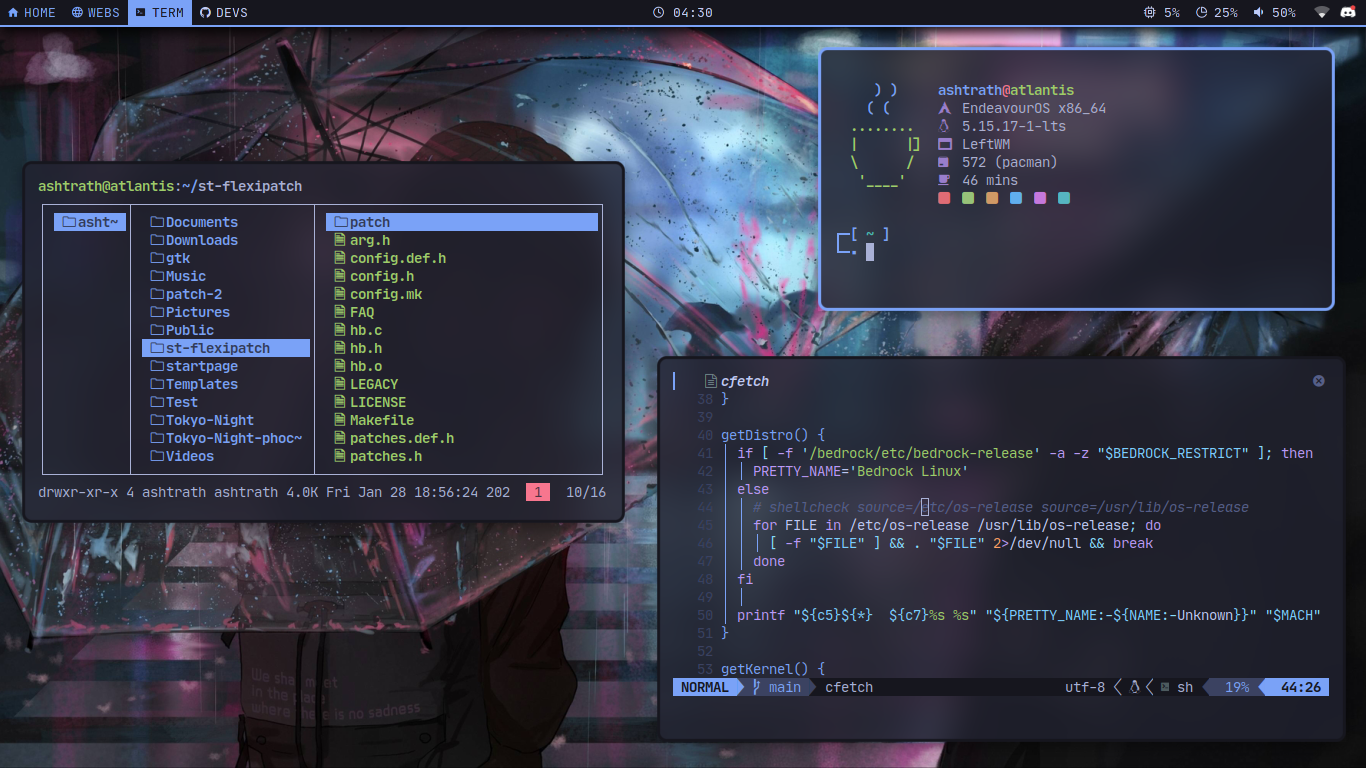 HOME WEBS TERM DEVS 04:30 5% 25% 50%
ashtrath@atlantis
EndeavourOS x86_64
5.15.17-1-lts
LeftWM
572 (pacman)
46 mins
[ ~ ]
ashtrath@atlantis:~/st-flexipatch
asht~ Documents patch
Downloads arg.h
gtk config.def.h
Music config.h
patch-2 config.mk
Pictures FAQ
Public hb.c
st-flexipatch hb.h
startpage hb.o
Templates LEGACY
Test LICENSE
Tokyo-Night Makefile
Tokyo-Night-phoc~ patches.def.h
Videos patches.h
drwxr-xr-x 4 ashtrath ashtrath 4.0K Fri Jan 28 18:56:24 202 1 10/16
cfetch
38 }
39
40 getDistro() {
41 if [ -f '/bedrock/etc/bedrock-release' -a -z "$BEDROCK_RESTRICT" ]; then
42 PRETTY_NAME='Bedrock Linux'
43 else
44 # shellcheck source=/etc/os-release source=/usr/lib/os-release
45 for FILE in /etc/os-release /usr/lib/os-release; do
46 [ -f "$FILE" ] && . "$FILE" 2>/dev/null && break
47 done
48 fi
49
50 printf "${c5}${*}  ${c7}%s %s" "${PRETTY_NAME:-${NAME:-Unknown}}" "$MACH"
51 }
52
53 getKernel() {
NORMAL main cfetch utf-8 sh 19% 44:26
We shall meet
in the place
where there is no sadness